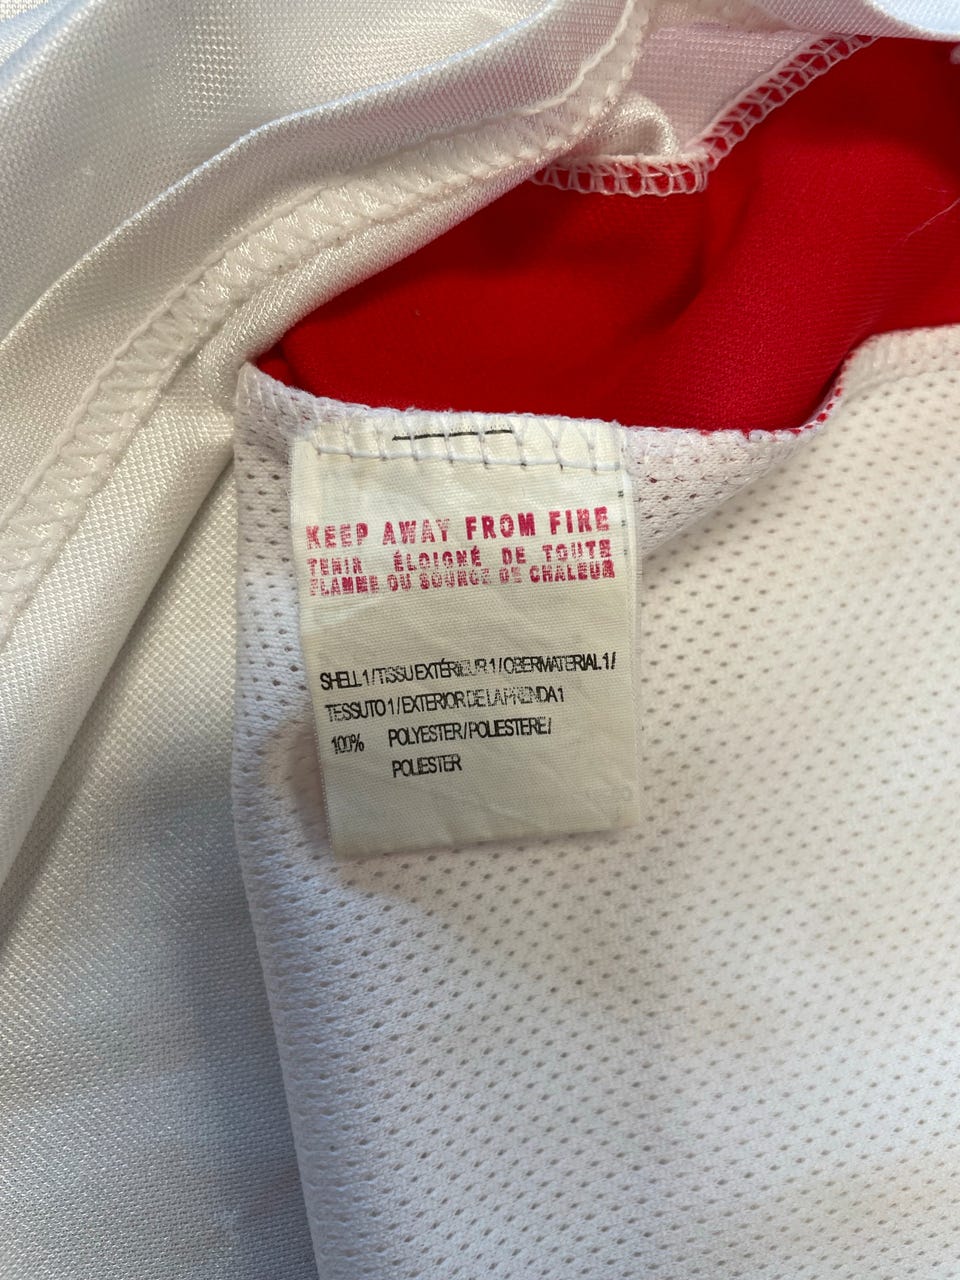 KEEP AWAY FROM FIRE
TENIR ÉLOIGNÉ DE TOUTE
FLAMME OU SOURCE DE CHALEUR
SHELL 1 / TISSU EXTÉRIEUR 1 / OBERMATERIAL 1 /
TESSUTO 1 / EXTERIOR DE LA PRENDA 1
100% POLYESTER / POLIESTERE /
POLIESTER